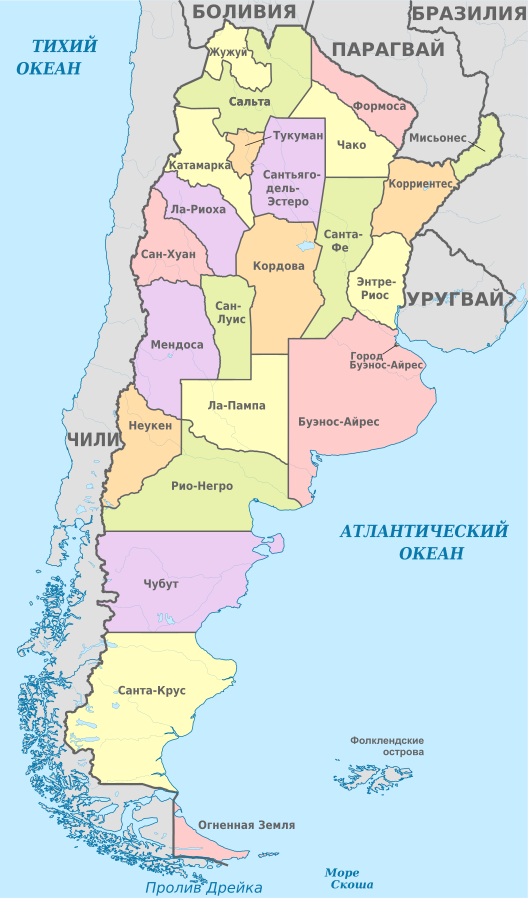 БОЛИВИЯ
БРАЗИЛИЯ
ТИХИЙ
ОКЕАН
ПАРАГВАЙ
Жужуй
Сальта
Формоса
Тукуман
Мисьонес
Чако
Катамарка
Сантьяго-
дель-
Эстеро
Корриентес
Ла-Риоха
Санта-
Фе
Сан-Хуан
Кордова
Энтре-
Риос
УРУГВАЙ
Сан-
Луис
Мендоса
Город
Буэнос-Айрес
Ла-Пампа
Буэнос-Айрес
Неукен
ЧИЛИ
Рио-Негро
АТЛАНТИЧЕСКИЙ
ОКЕАН
Чубут
Санта-Крус
Фолклендские
острова
Огненная Земля
Море
Скоша
Пролив Дрейка